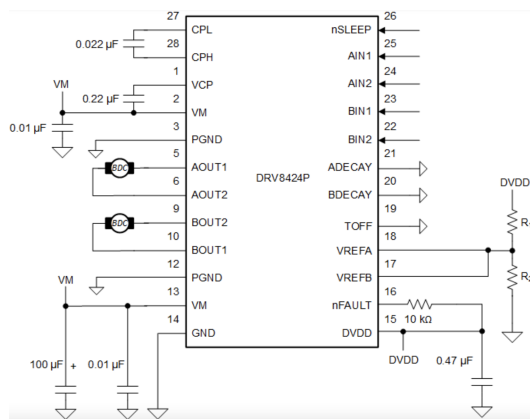 27 CPL nSLEEP 26
0.022 µF
28 CPH AIN1 25
1 VCP AIN2 24
VM 0.22 µF
2 VM BIN1 23
0.01 µF
3 PGND BIN2 22
5 BDC AOUT1 ADECAY 21
DRV8424P
6 AOUT2 BDECAY 20
DVDD
9 BDC BOUT2 TOFF 19
10 BOUT1 VREFA 18
12 PGND VREFB 17
VM
13 VM nFAULT 16
10 kΩ
14 GND DVDD 15
100 µF + 0.01 µF DVDD 0.47 µF